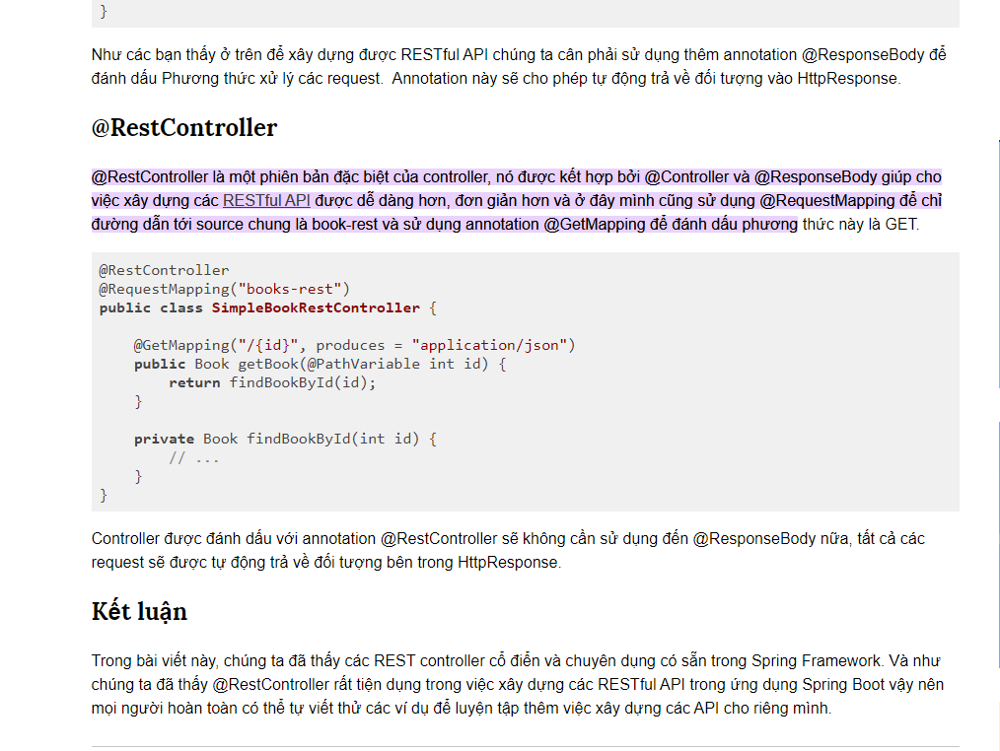 }
Như các bạn thấy ở trên để xây dựng được RESTful API chúng ta cân phải sử dụng thêm annotation @ResponseBody để
đánh dấu Phương thức xử lý các request.  Annotation này sẽ cho phép tự động trả về đối tượng vào HttpResponse.
@RestController
@RestController là một phiên bản đặc biệt của controller, nó được kết hợp bởi @Controller và @ResponseBody giúp cho
việc xây dựng các RESTful API được dễ dàng hơn, đơn giản hơn và ở đây mình cũng sử dụng @RequestMapping để chỉ
đường dẫn tới source chung là book-rest và sử dụng annotation @GetMapping để đánh dấu phương thức này là GET.
@RestController
@RequestMapping("books-rest")
public class SimpleBookRestController {
    @GetMapping("/{id}", produces = "application/json")
    public Book getBook(@PathVariable int id) {
        return findBookById(id);
    }
    private Book findBookById(int id) {
        // ...
    }
}
Controller được đánh dấu với annotation @RestController sẽ không cần sử dụng đến @ResponseBody nữa, tất cả các
request sẽ được tự động trả về đối tượng bên trong HttpResponse.
Kết luận
Trong bài viết này, chúng ta đã thấy các REST controller cổ điển và chuyên dụng có sẵn trong Spring Framework. Và như
chúng ta đã thấy @RestController rất tiện dụng trong việc xây dựng các RESTful API trong ứng dụng Spring Boot vậy nên
mọi người hoàn toàn có thể tự viết thử các ví dụ để luyện tập thêm việc xây dựng các API cho riêng mình.